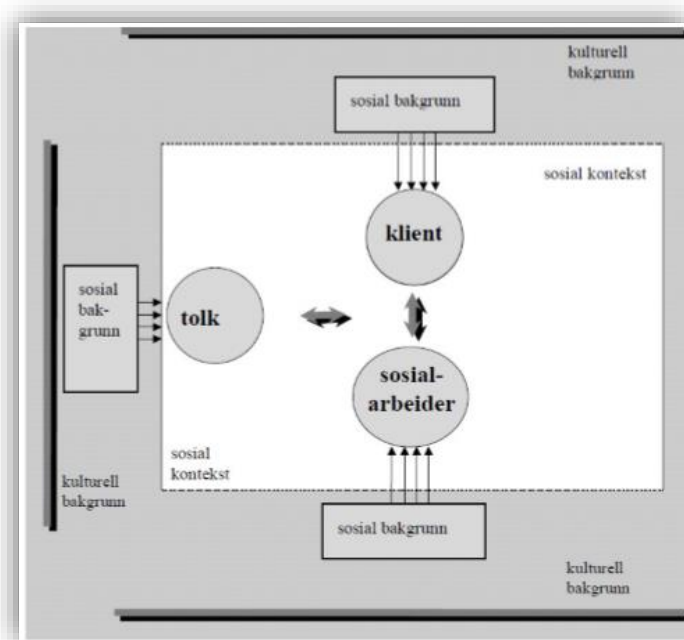 kulturell
bakgrunn
sosial bakgrunn
sosial kontekst
klient
sosial
bak-
grunn
tolk
sosial-
arbeider
sosial
kontekst
kulturell
bakgrunn
sosial bakgrunn
kulturell
bakgrunn